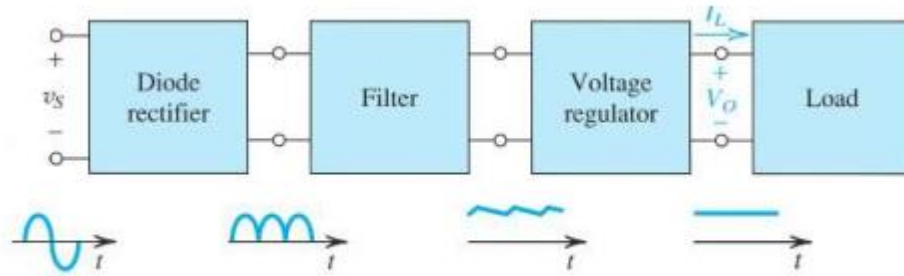 I_L
+
v_S
−
Diode
rectifier
Filter
Voltage
regulator
+
V_O
−
Load
t
t
t
t